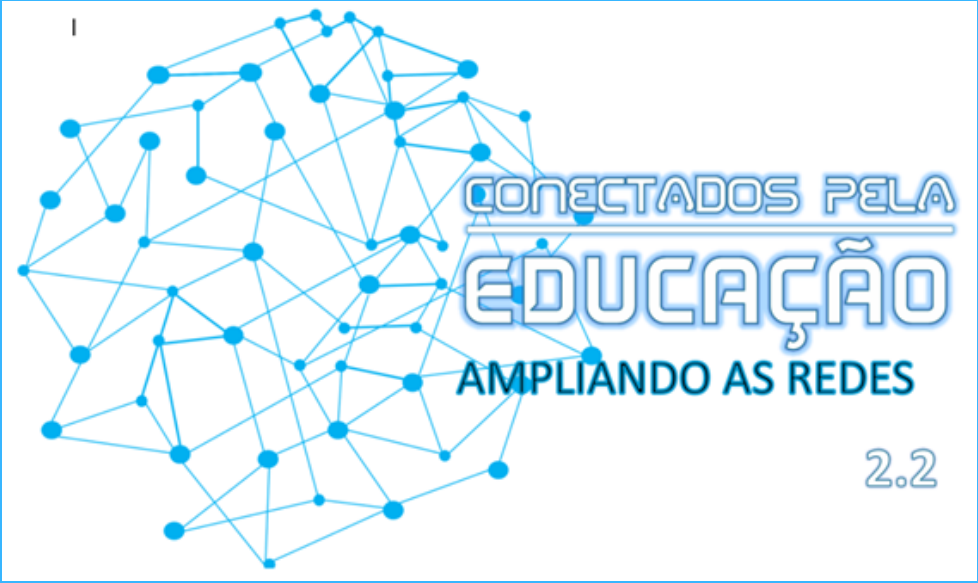 I
CONECTADOS PELA
EDUCAÇÃO
AMPLIANDO AS REDES
2.2